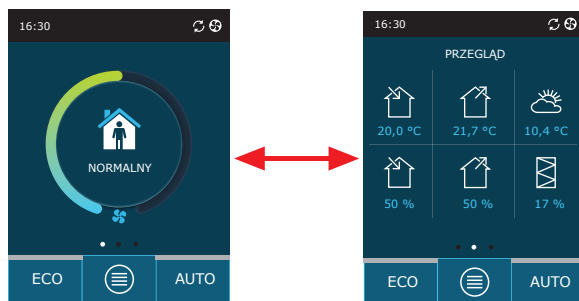 16:30
NORMALNY
ECO AUTO
16:30
PRZEGLĄD
20,0 °C 21,7 °C 10,4 °C
50 % 50 % 17 %
ECO AUTO